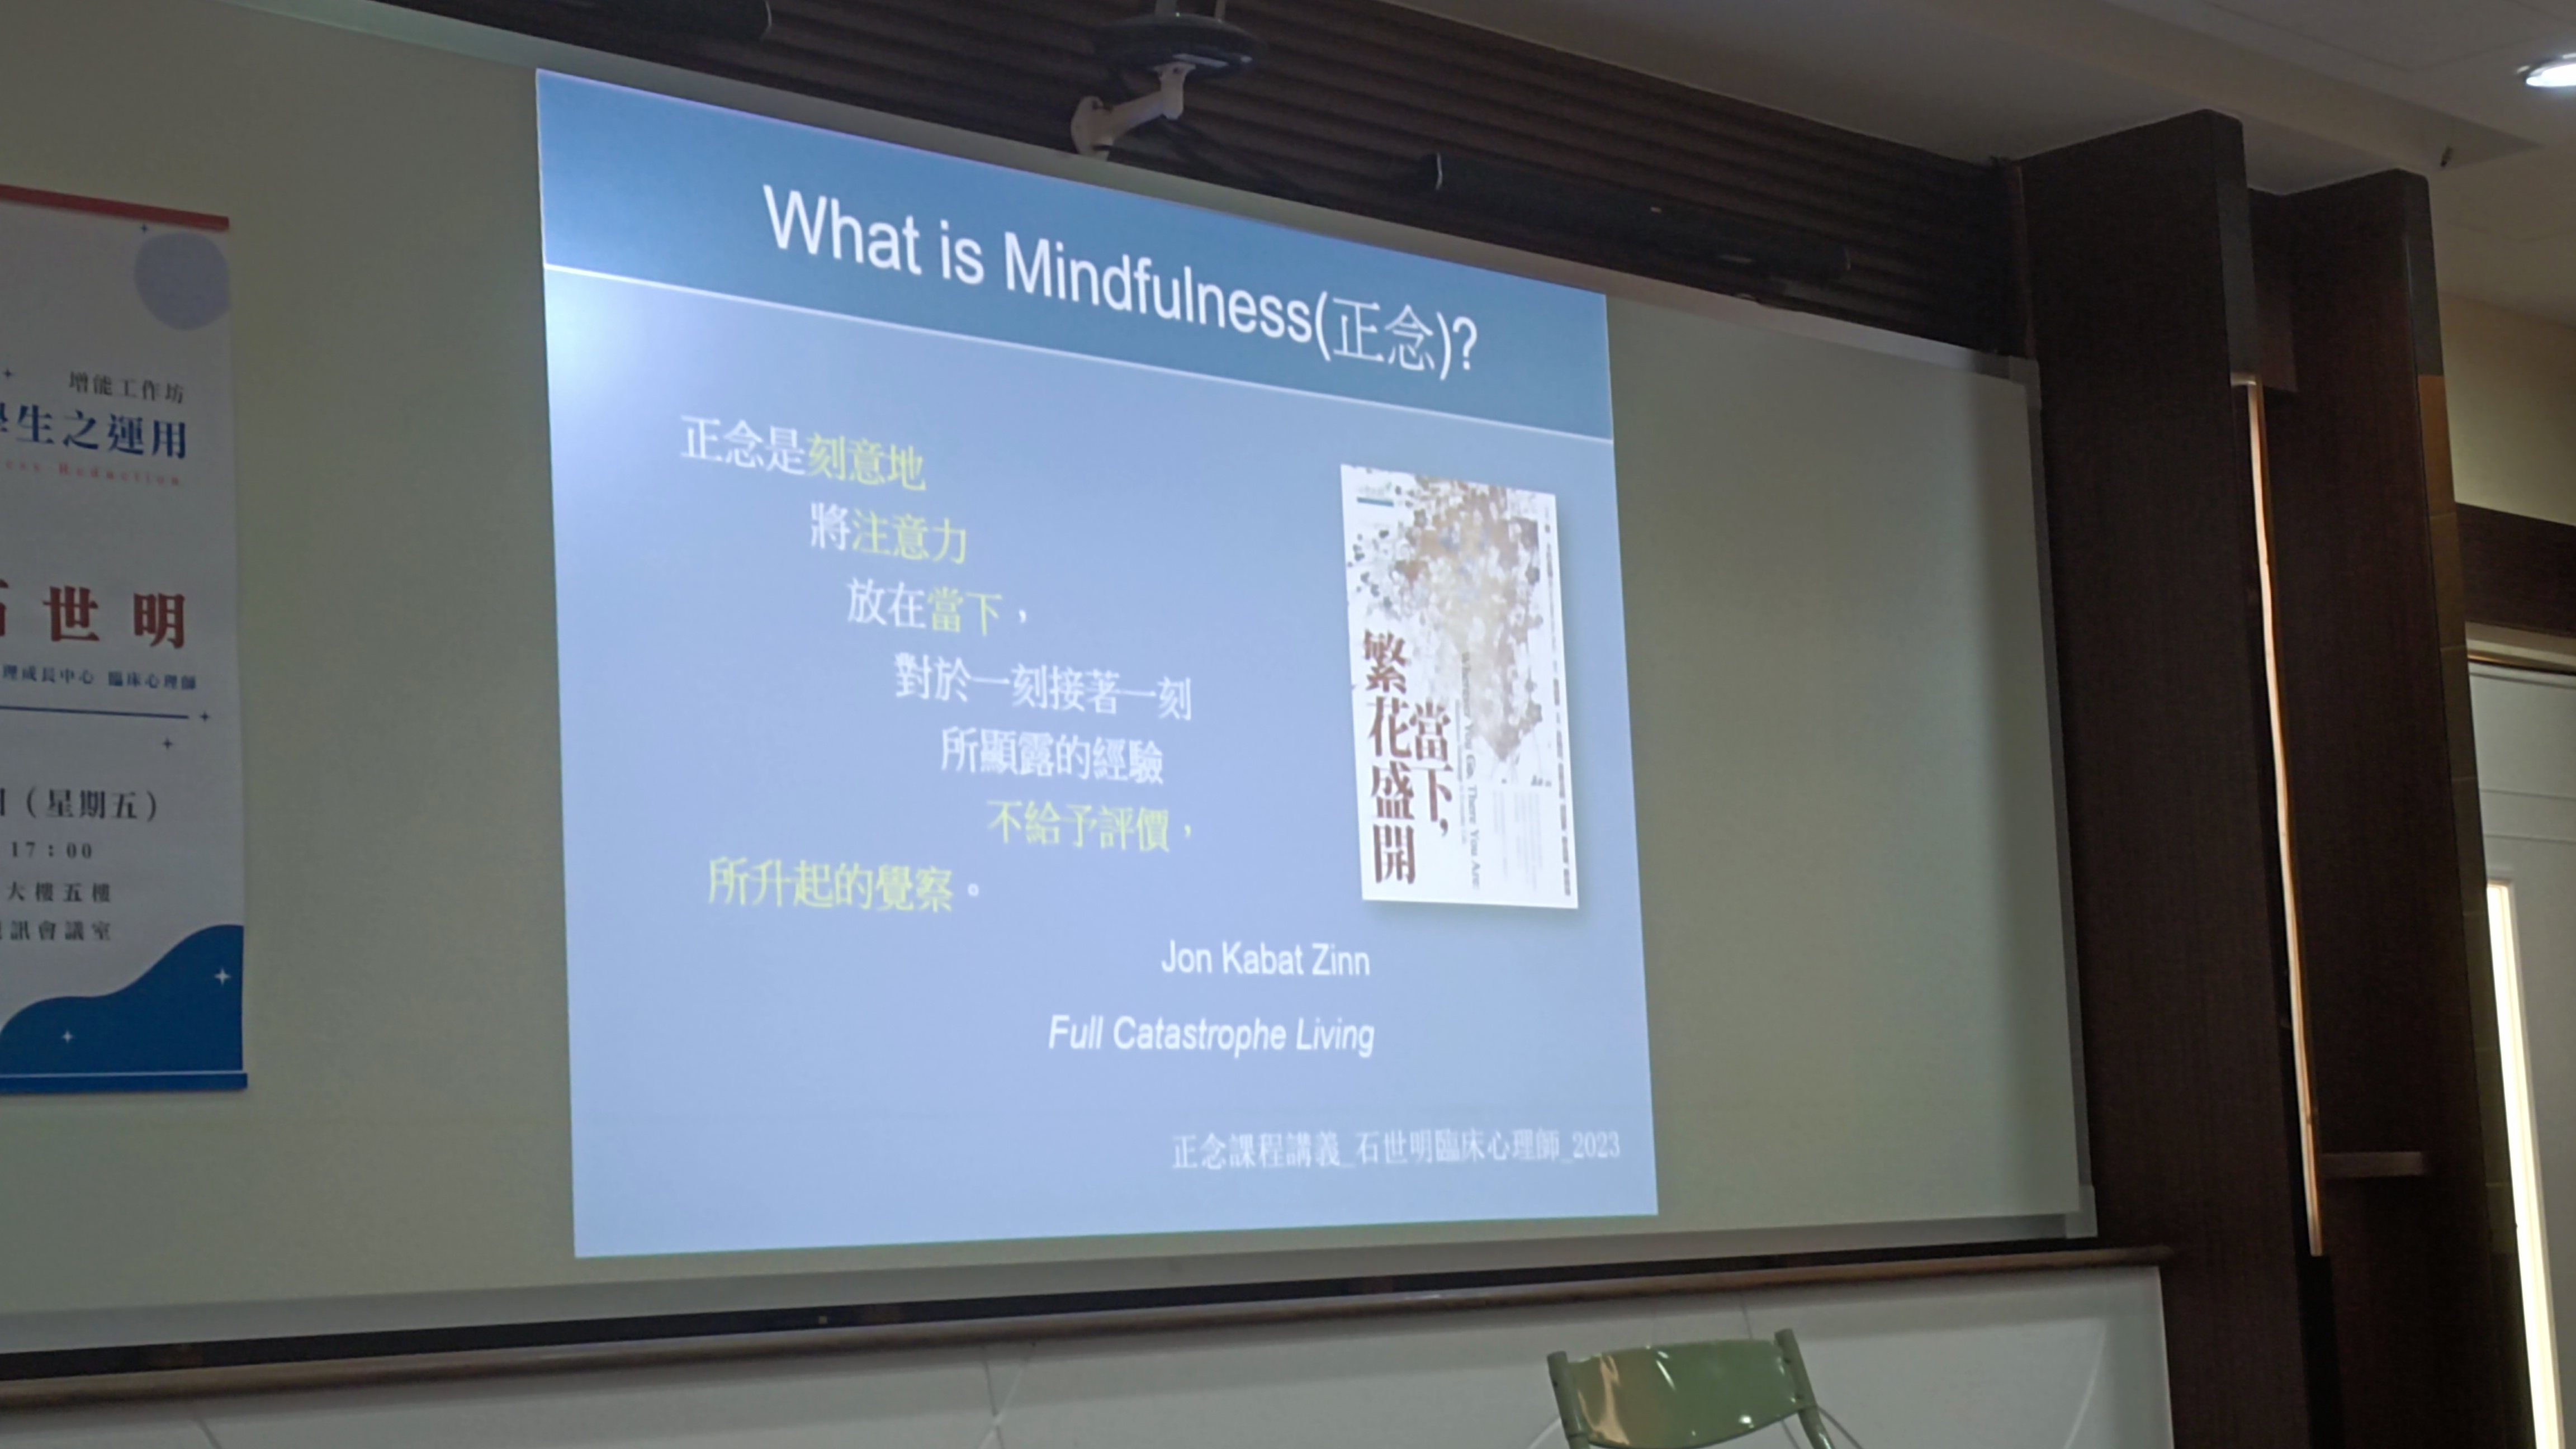 增能工作坊
學生之運用
ess Reduction
石世明
理成長中心 臨床心理師
（星期五）
17：00
大樓五樓
訊會議室
What is Mindfulness(正念)?
正念是刻意地
將注意力
放在當下，
對於一刻接著一刻
所顯露的經驗
不給予評價，
所升起的覺察。
當下，
繁花盛開
Wherever You Go, There You Are:
Jon Kabat Zinn
Full Catastrophe Living
正念課程講義_石世明臨床心理師_2023